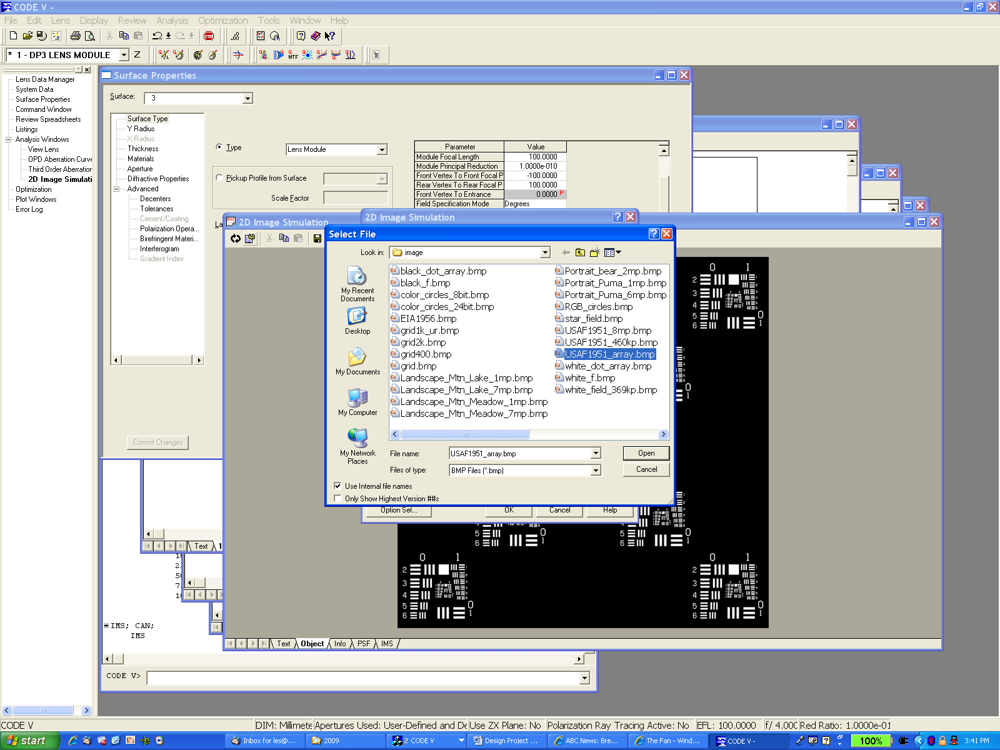 CODE V -
File Edit Lens Display Review Analysis Optimization Tools Window Help
* 1 - DP3 LENS MODULE Z
Lens Data Manager
System Data
Surface Properties
Command Window
Review Spreadsheets
Listings
Analysis Windows
View Lens
OPD Aberration Curve
Third Order Aberration
2D Image Simulati
Optimization
Plot Windows
Error Log
Surface Properties
Surface: 3
Surface Type
Y Radius
X Radius
Thickness
Materials
Aperture
Diffractive Properties
Advanced
Decenters
Tolerances
Cement/Coating
Polarization Opera...
Birefringent Materi...
Interferogram
Gradient Index
Type Lens Module
Pickup Profile from Surface
Scale Factor
La
Parameter Value
Module Focal Length 100.0000
Module Principal Reduction 1.0000e-010
Front Vertex To Front Focal P -100.0000
Rear Vertex To Rear Focal P 100.0000
Front Vertex To Entrance 0.0000 P
Field Specification Mode Degrees
Commit Changes
2D Image Simulation
2D Image Simulation
Select File
Look in: image
My Recent Documents
Desktop
My Documents
My Computer
My Network Places
black_dot_array.bmp
black_f.bmp
color_circles_8bit.bmp
color_circles_24bit.bmp
EIA1956.bmp
grid1k_ur.bmp
grid2k.bmp
grid400.bmp
grid.bmp
Landscape_Mtn_Lake_1mp.bmp
Landscape_Mtn_Lake_7mp.bmp
Landscape_Mtn_Meadow_1mp.bmp
Landscape_Mtn_Meadow_7mp.bmp
Portrait_bear_2mp.bmp
Portrait_Puma_1mp.bmp
Portrait_Puma_6mp.bmp
RGB_circles.bmp
star_field.bmp
USAF1951_8mp.bmp
USAF1951_460kp.bmp
USAF1951_array.bmp
white_dot_array.bmp
white_f.bmp
white_field_369kp.bmp
File name: USAF1951_array.bmp Open
Files of type: BMP Files (*.bmp) Cancel
Use Internal file names
Only Show Highest Version ##s
Option Set... OK Cancel Help
Text
IMS; CAN;
IMS
Text Object Info PSF IMS
CODE V>
CODE V DIM: Millimete Apertures Used: User-Defined and De Use ZX Plane: No Polarization Ray Tracing Active: No EFL: 100.0000 f/ 4.000 Red Ratio: 1.0000e-01
start Inbox for les@... 2009 2 CODE V Design Project ... ABC News: Bre... The Fan - Wind... CODE V - 100% 3:41 PM